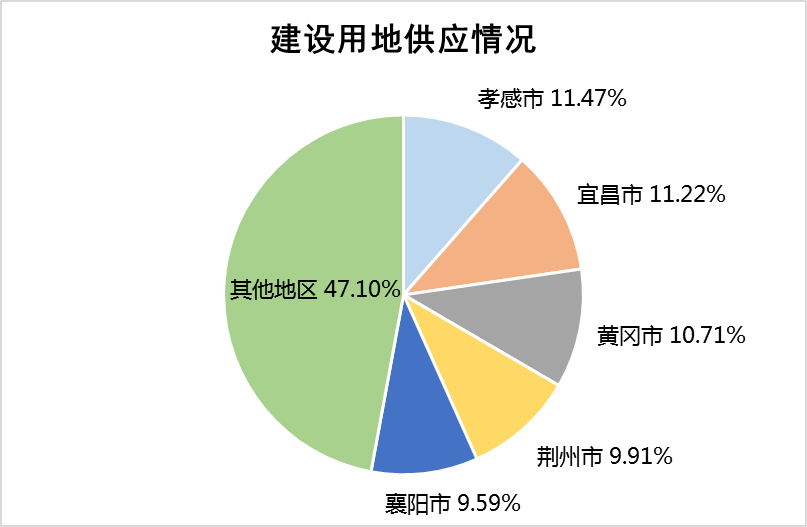 建设用地供应情况
孝感市 11.47%
宜昌市 11.22%
其他地区 47.10%
黄冈市 10.71%
荆州市 9.91%
襄阳市 9.59%